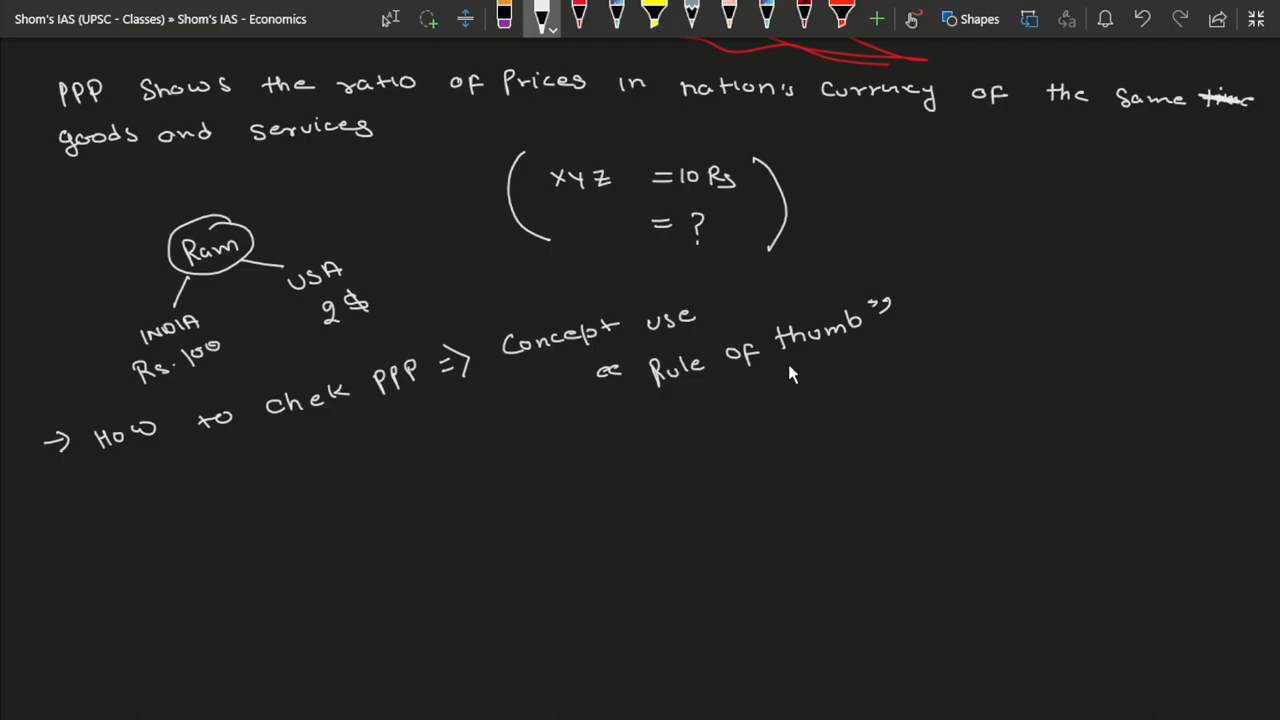 Shom's IAS (UPSC - Classes) » Shom's IAS - Economics
Shapes
PPP shows the ratio of Prices in nation's currency of the same
goods and services
XYZ = 10 Rs
= ?
Ram
INDIA
Rs. 100
USA
2 $
→ How to chek PPP => Concept use
“ Rule of thumb ”